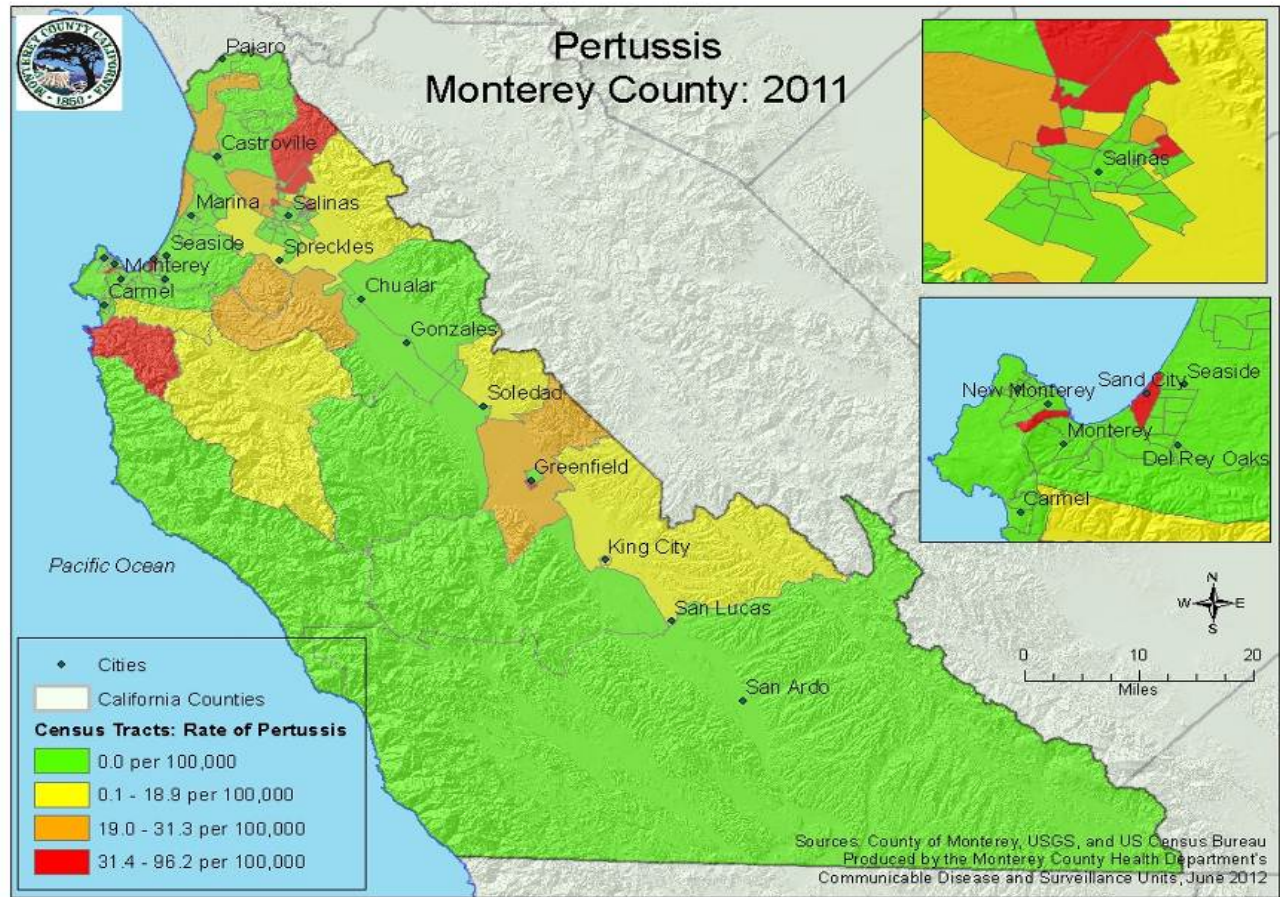 MONTEREY COUNTY CALIFORNIA
• 1850 •
Pertussis
Monterey County: 2011
Pajaro
Castroville
Marina
Salinas
Seaside
Spreckles
Monterey
Carmel
Chualar
Gonzales
Soledad
Greenfield
King City
San Lucas
San Ardo
Pacific Ocean
Salinas
New Monterey
Sand City
Seaside
Monterey
Del Rey Oaks
Carmel
N
W
E
S
0
10
20
Miles
Cities
California Counties
Census Tracts: Rate of Pertussis
0.0 per 100,000
0.1 - 18.9 per 100,000
19.0 - 31.3 per 100,000
31.4 - 96.2 per 100,000
Sources: County of Monterey, USGS, and US Census Bureau
Produced by the Monterey County Health Department's
Communicable Disease and Surveillance Units, June 2012